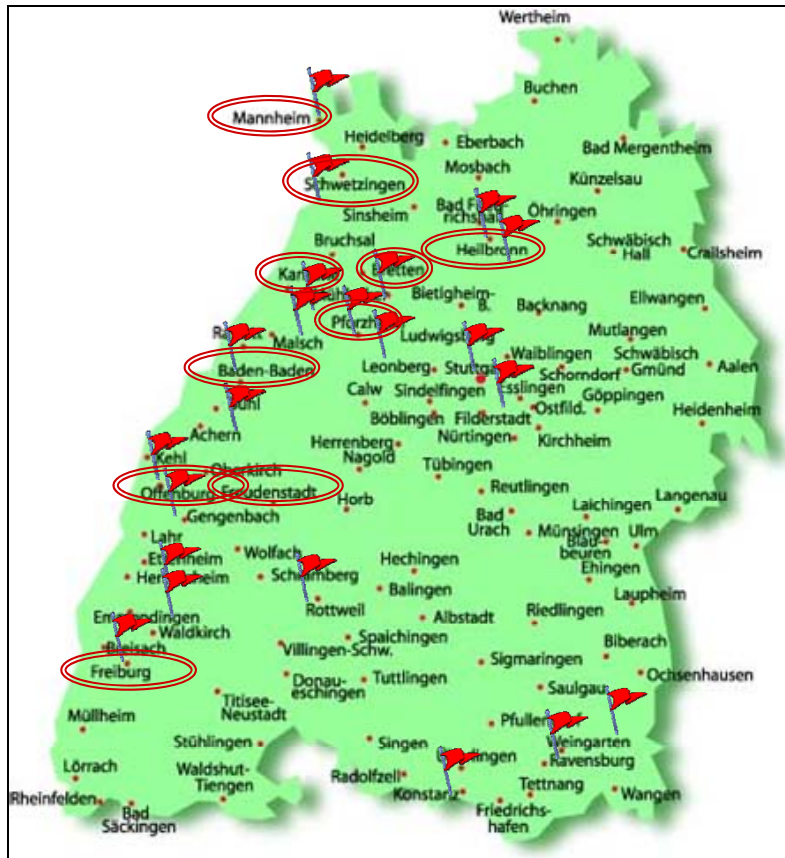 Wertheim
Buchen
Mannheim
Heidelberg
Eberbach
Bad Mergentheim
Mosbach
Schwetzingen
Künzelsau
Sinsheim
Öhringen
Bruchsal
Heilbronn
Schwäbisch
Hall
Crailsheim
Bietigheim-
B.
Backnang
Ellwangen
Malsch
Mutlangen
Leonberg
Waiblingen
Schwäbisch
Gmünd
Aalen
Baden-Baden
Schorndorf
Calw
Sindelfingen
Göppingen
Ostfild.
Heidenheim
Böblingen
Filderstadt
Achern
Nürtingen
Kirchheim
Herrenberg
Nagold
Kehl
Tübingen
Oberkirch
Offenburg
Freudenstadt
Horb
Reutlingen
Laichingen
Langenau
Gengenbach
Bad
Urach
Münsingen
Ulm
Blau-
beuren
Lahr
Wolfach
Hechingen
Ehingen
Balingen
Laupheim
Rottweil
Albstadt
Riedlingen
Waldkirch
Spaichingen
Villingen-Schw.
Biberach
Sigmaringen
Freiburg
Donau-
eschingen
Tuttlingen
Ochsenhausen
Saulgau
Titisee-
Neustadt
Müllheim
Stühlingen
Singen
Weingarten
Ravensburg
Lörrach
Waldshut-
Tiengen
Radolfzell
Konstanz
Tettnang
Wangen
Rheinfelden
Bad
Säckingen
Friedrichs-
hafen